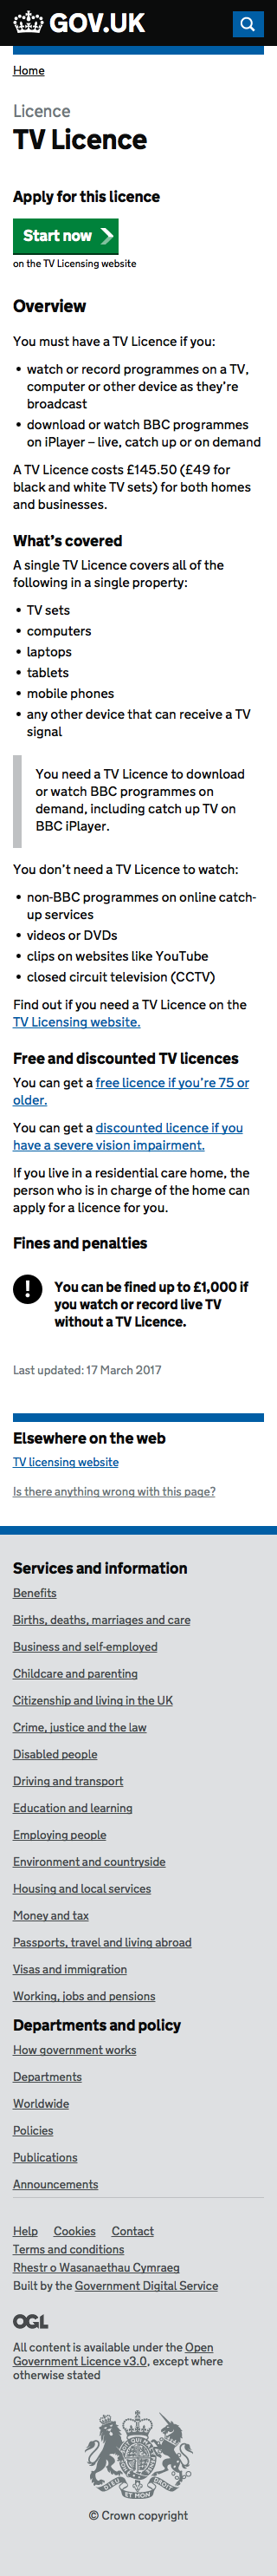 GOV.UK
Home
Licence
TV Licence
Apply for this licence
Start now
on the TV Licensing website
Overview
You must have a TV Licence if you:
• watch or record programmes on a TV,
computer or other device as they’re
broadcast
• download or watch BBC programmes
on iPlayer – live, catch up or on demand
A TV Licence costs £145.50 (£49 for
black and white TV sets) for both homes
and businesses.
What’s covered
A single TV Licence covers all of the
following in a single property:
• TV sets
• computers
• laptops
• tablets
• mobile phones
• any other device that can receive a TV
signal
You need a TV Licence to download
or watch BBC programmes on
demand, including catch up TV on
BBC iPlayer.
You don’t need a TV Licence to watch:
• non-BBC programmes on online catch-
up services
• videos or DVDs
• clips on websites like YouTube
• closed circuit television (CCTV)
Find out if you need a TV Licence on the
TV Licensing website.
Free and discounted TV licences
You can get a free licence if you’re 75 or
older.
You can get a discounted licence if you
have a severe vision impairment.
If you live in a residential care home, the
person who is in charge of the home can
apply for a licence for you.
Fines and penalties
! You can be fined up to £1,000 if
you watch or record live TV
without a TV Licence.
Last updated: 17 March 2017
Elsewhere on the web
TV licensing website
Is there anything wrong with this page?
Services and information
Benefits
Births, deaths, marriages and care
Business and self-employed
Childcare and parenting
Citizenship and living in the UK
Crime, justice and the law
Disabled people
Driving and transport
Education and learning
Employing people
Environment and countryside
Housing and local services
Money and tax
Passports, travel and living abroad
Visas and immigration
Working, jobs and pensions
Departments and policy
How government works
Departments
Worldwide
Policies
Publications
Announcements
Help Cookies Contact
Terms and conditions
Rhestr o Wasanaethau Cymraeg
Built by the Government Digital Service
OGL
All content is available under the Open
Government Licence v3.0, except where
otherwise stated
© Crown copyright